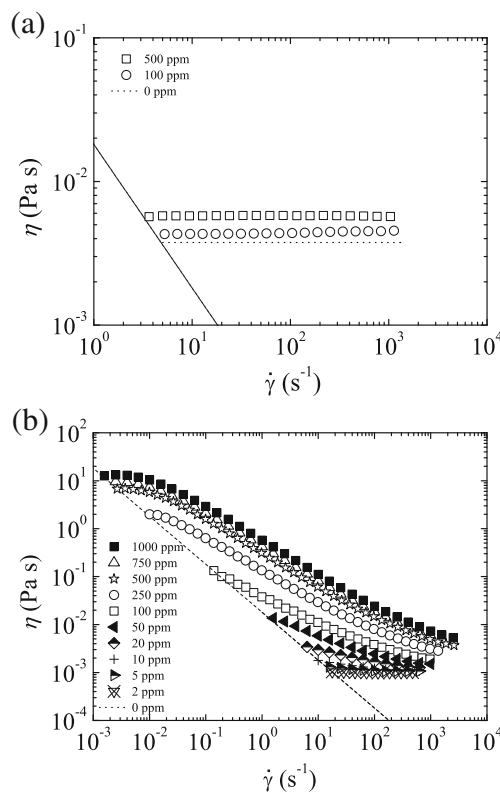 (a)
10⁻¹
500 ppm
100 ppm
0 ppm
η (Pa s)
10⁻²
10⁻³
10⁰ 10¹ 10² 10³ 10⁴
γ̇ (s⁻¹)
(b)
10²
10¹
10⁰
10⁻¹
10⁻²
10⁻³
10⁻⁴
η (Pa s)
1000 ppm
750 ppm
500 ppm
250 ppm
100 ppm
50 ppm
20 ppm
10 ppm
5 ppm
2 ppm
0 ppm
10⁻³ 10⁻² 10⁻¹ 10⁰ 10¹ 10² 10³ 10⁴
γ̇ (s⁻¹)